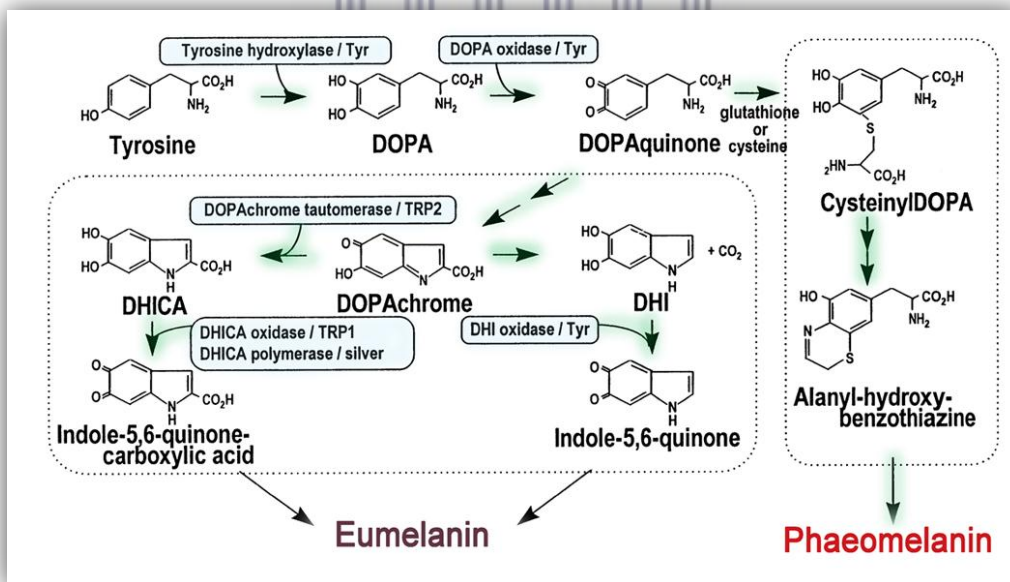 Tyrosine hydroxylase / Tyr
DOPA oxidase / Tyr
HO
CO₂H
NH₂
Tyrosine
HO
HO
CO₂H
NH₂
DOPA
O
O
CO₂H
NH₂
DOPAquinone
glutathione
or
cysteine
HO
HO
CO₂H
NH₂
S
₂HN
CO₂H
CysteinylDOPA
DOPAchrome tautomerase / TRP2
HO
HO
N
H
CO₂H
DHICA
O
HO
N
CO₂H
DOPAchrome
HO
HO
N
H
+ CO₂
DHI
DHICA oxidase / TRP1
DHICA polymerase / silver
DHI oxidase / Tyr
O
O
N
H
CO₂H
Indole-5,6-quinone-
carboxylic acid
O
O
N
H
Indole-5,6-quinone
HO
N
S
CO₂H
NH₂
Alanyl-hydroxy-
benzothiazine
Eumelanin
Phaeomelanin